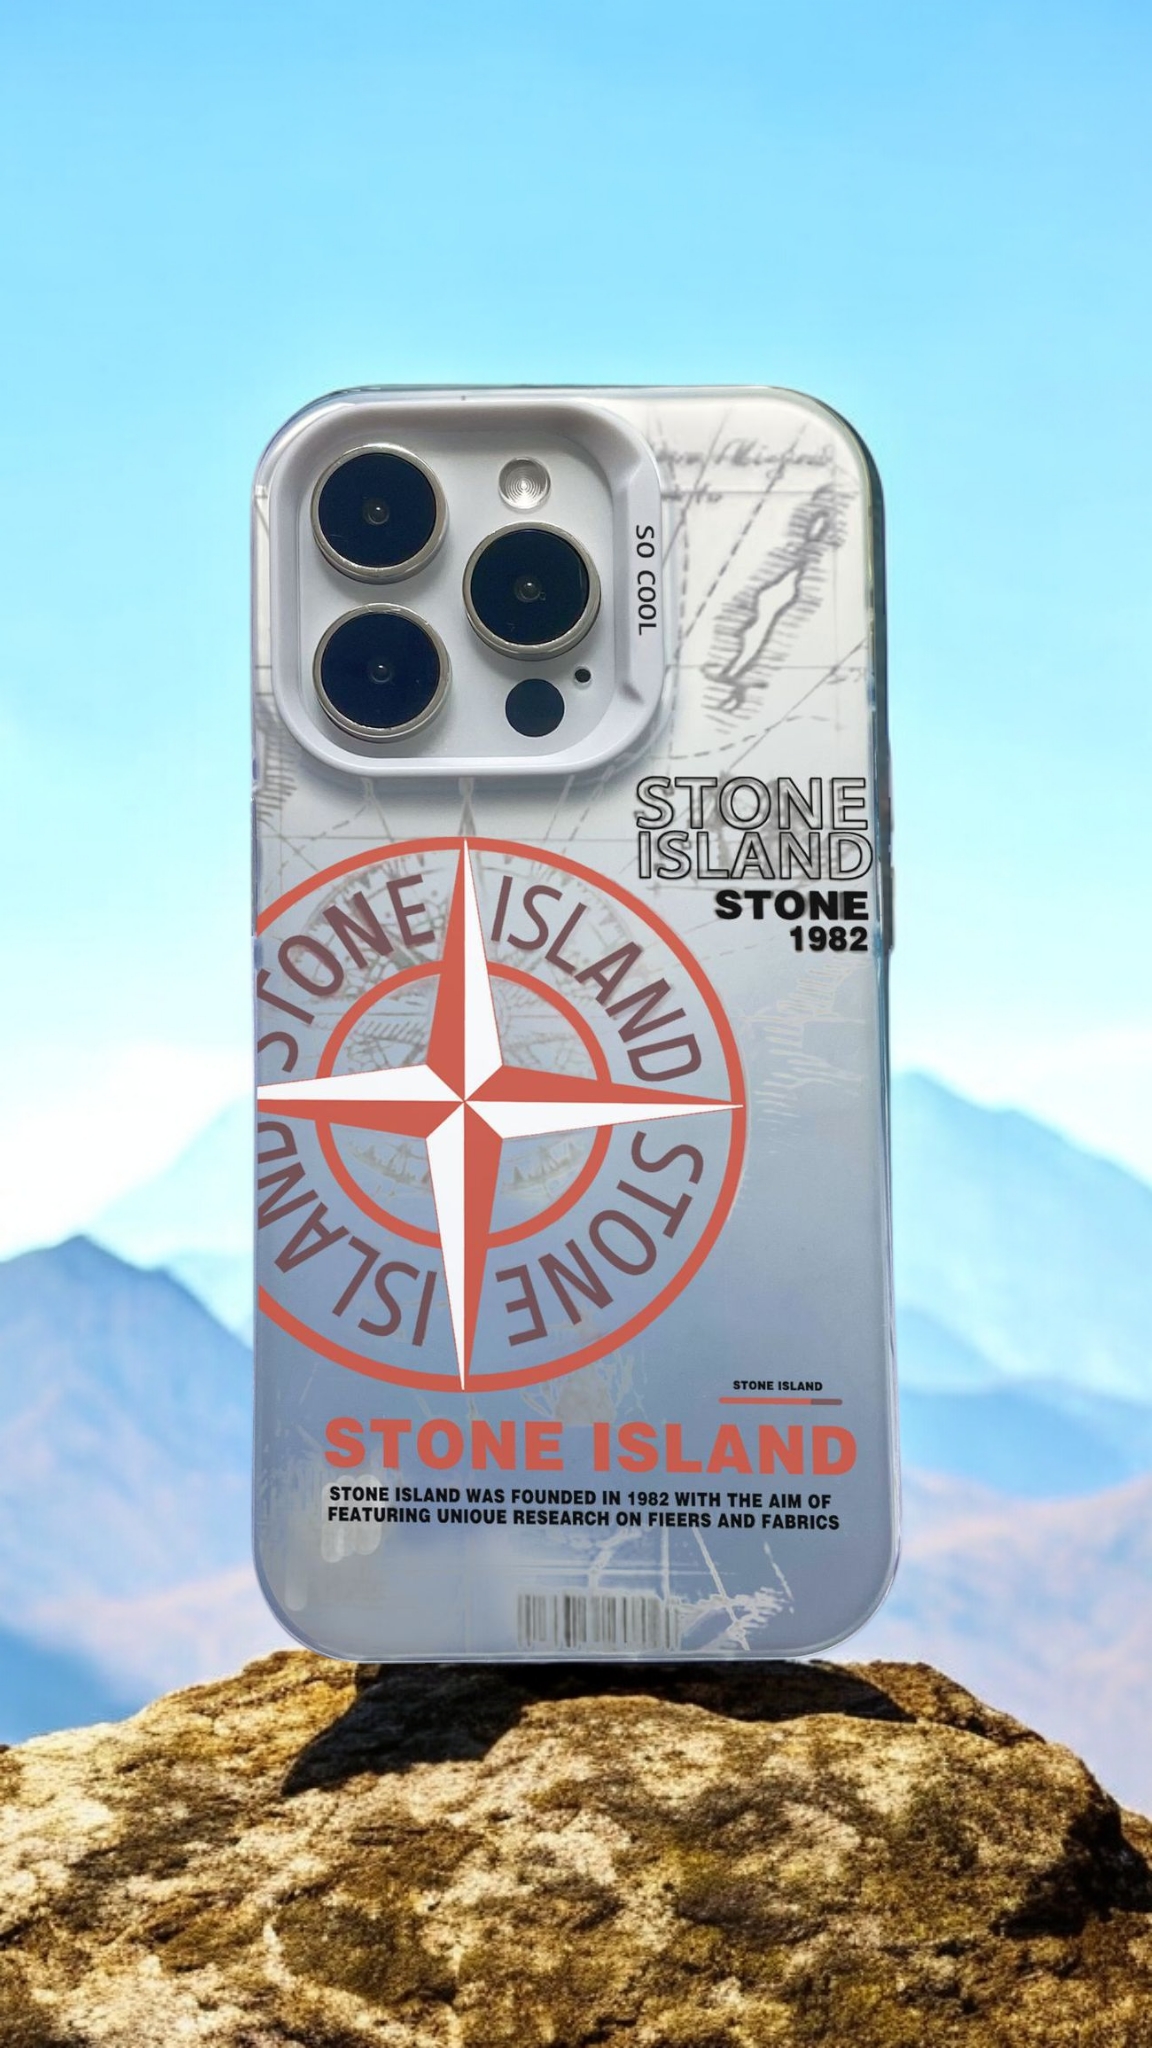 SO COOL
STONE
ISLAND
STONE
1982
STONE ISLAND
STONE ISLAND
STONE ISLAND
STONE ISLAND
STONE ISLAND WAS FOUNDED IN 1982 WITH THE AIM OF
FEATURING UNIOUE RESEARCH ON FIEERS AND FABRICS